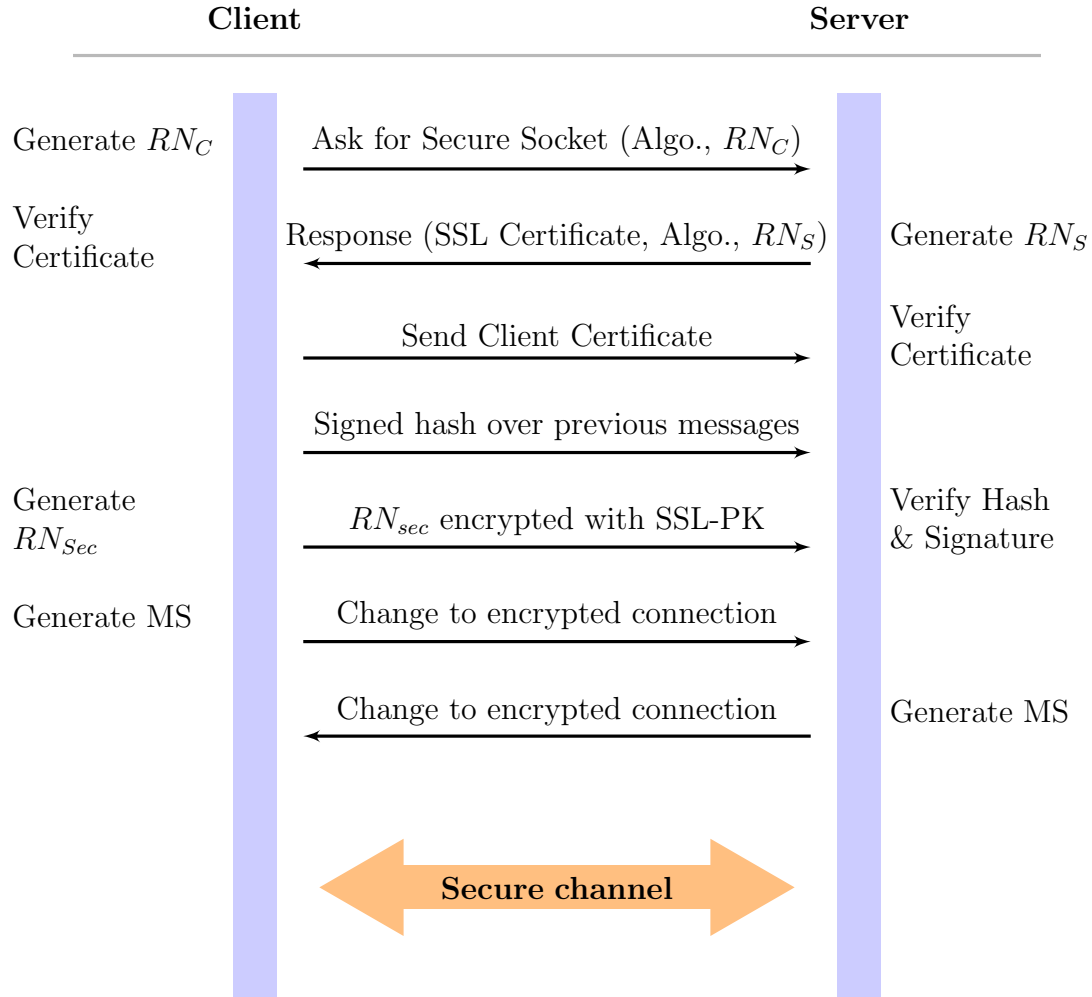 Client
Server
Generate RN_C
Ask for Secure Socket (Algo., RN_C)
Verify
Certificate
Response (SSL Certificate, Algo., RN_S)
Generate RN_S
Send Client Certificate
Verify
Certificate
Signed hash over previous messages
Generate
RN_Sec
RN_sec encrypted with SSL-PK
Verify Hash
& Signature
Generate MS
Change to encrypted connection
Change to encrypted connection
Generate MS
Secure channel